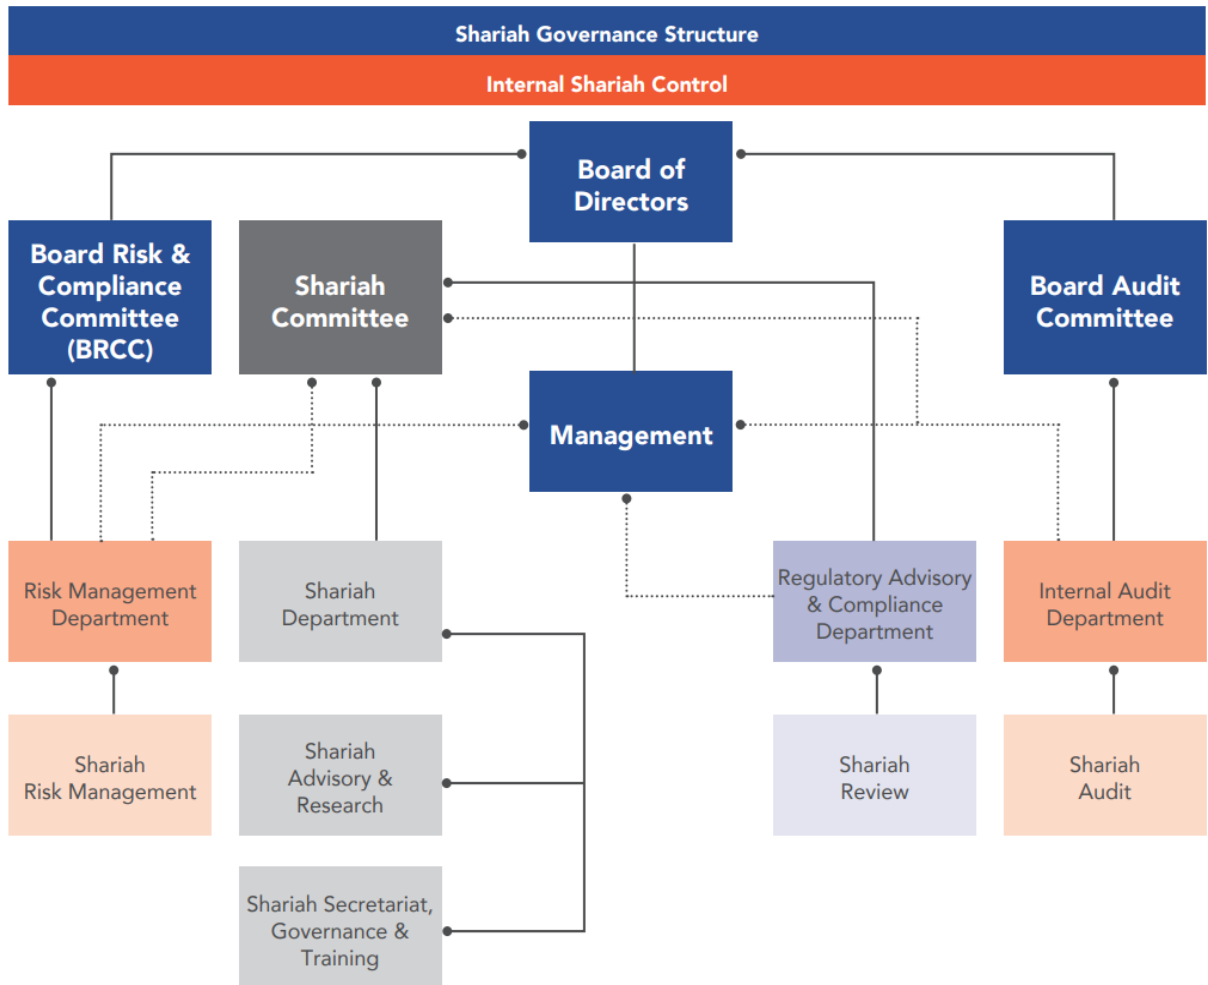 Shariah Governance Structure
Internal Shariah Control
Board of
Directors
Board Risk &
Compliance
Committee
(BRCC)
Shariah
Committee
Board Audit
Committee
Management
Risk Management
Department
Shariah
Department
Regulatory Advisory
& Compliance
Department
Internal Audit
Department
Shariah
Risk Management
Shariah
Advisory &
Research
Shariah
Review
Shariah
Audit
Shariah Secretariat,
Governance &
Training